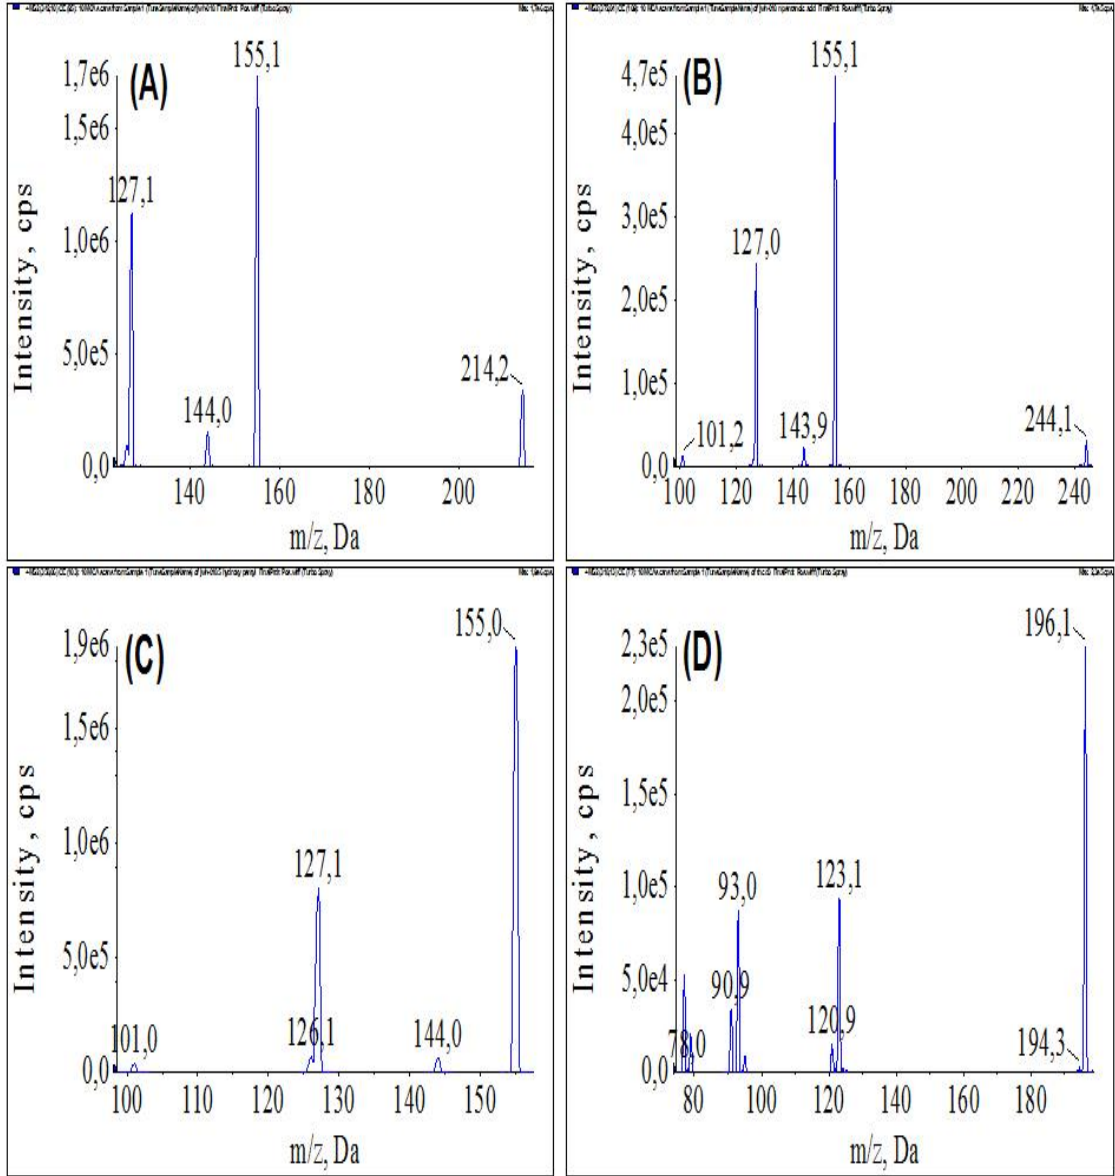 (A)
Intensity, cps
1,7e6
1,5e6
1,0e6
5,0e5
0,0
155,1
127,1
144,0
214,2
140 160 180 200
m/z, Da
(B)
Intensity, cps
4,7e5
4,0e5
3,0e5
2,0e5
1,0e5
0,0
155,1
127,0
101,2
143,9
244,1
100 120 140 160 180 200 220 240
m/z, Da
(C)
Intensity, cps
1,9e6
1,5e6
1,0e6
5,0e5
0,0
155,0
127,1
126,1
101,0
144,0
100 110 120 130 140 150
m/z, Da
(D)
Intensity, cps
2,3e5
2,0e5
1,5e5
1,0e5
5,0e4
0,0
196,1
123,1
93,0
90,9
120,9
78,0
194,3
80 100 120 140 160 180
m/z, Da